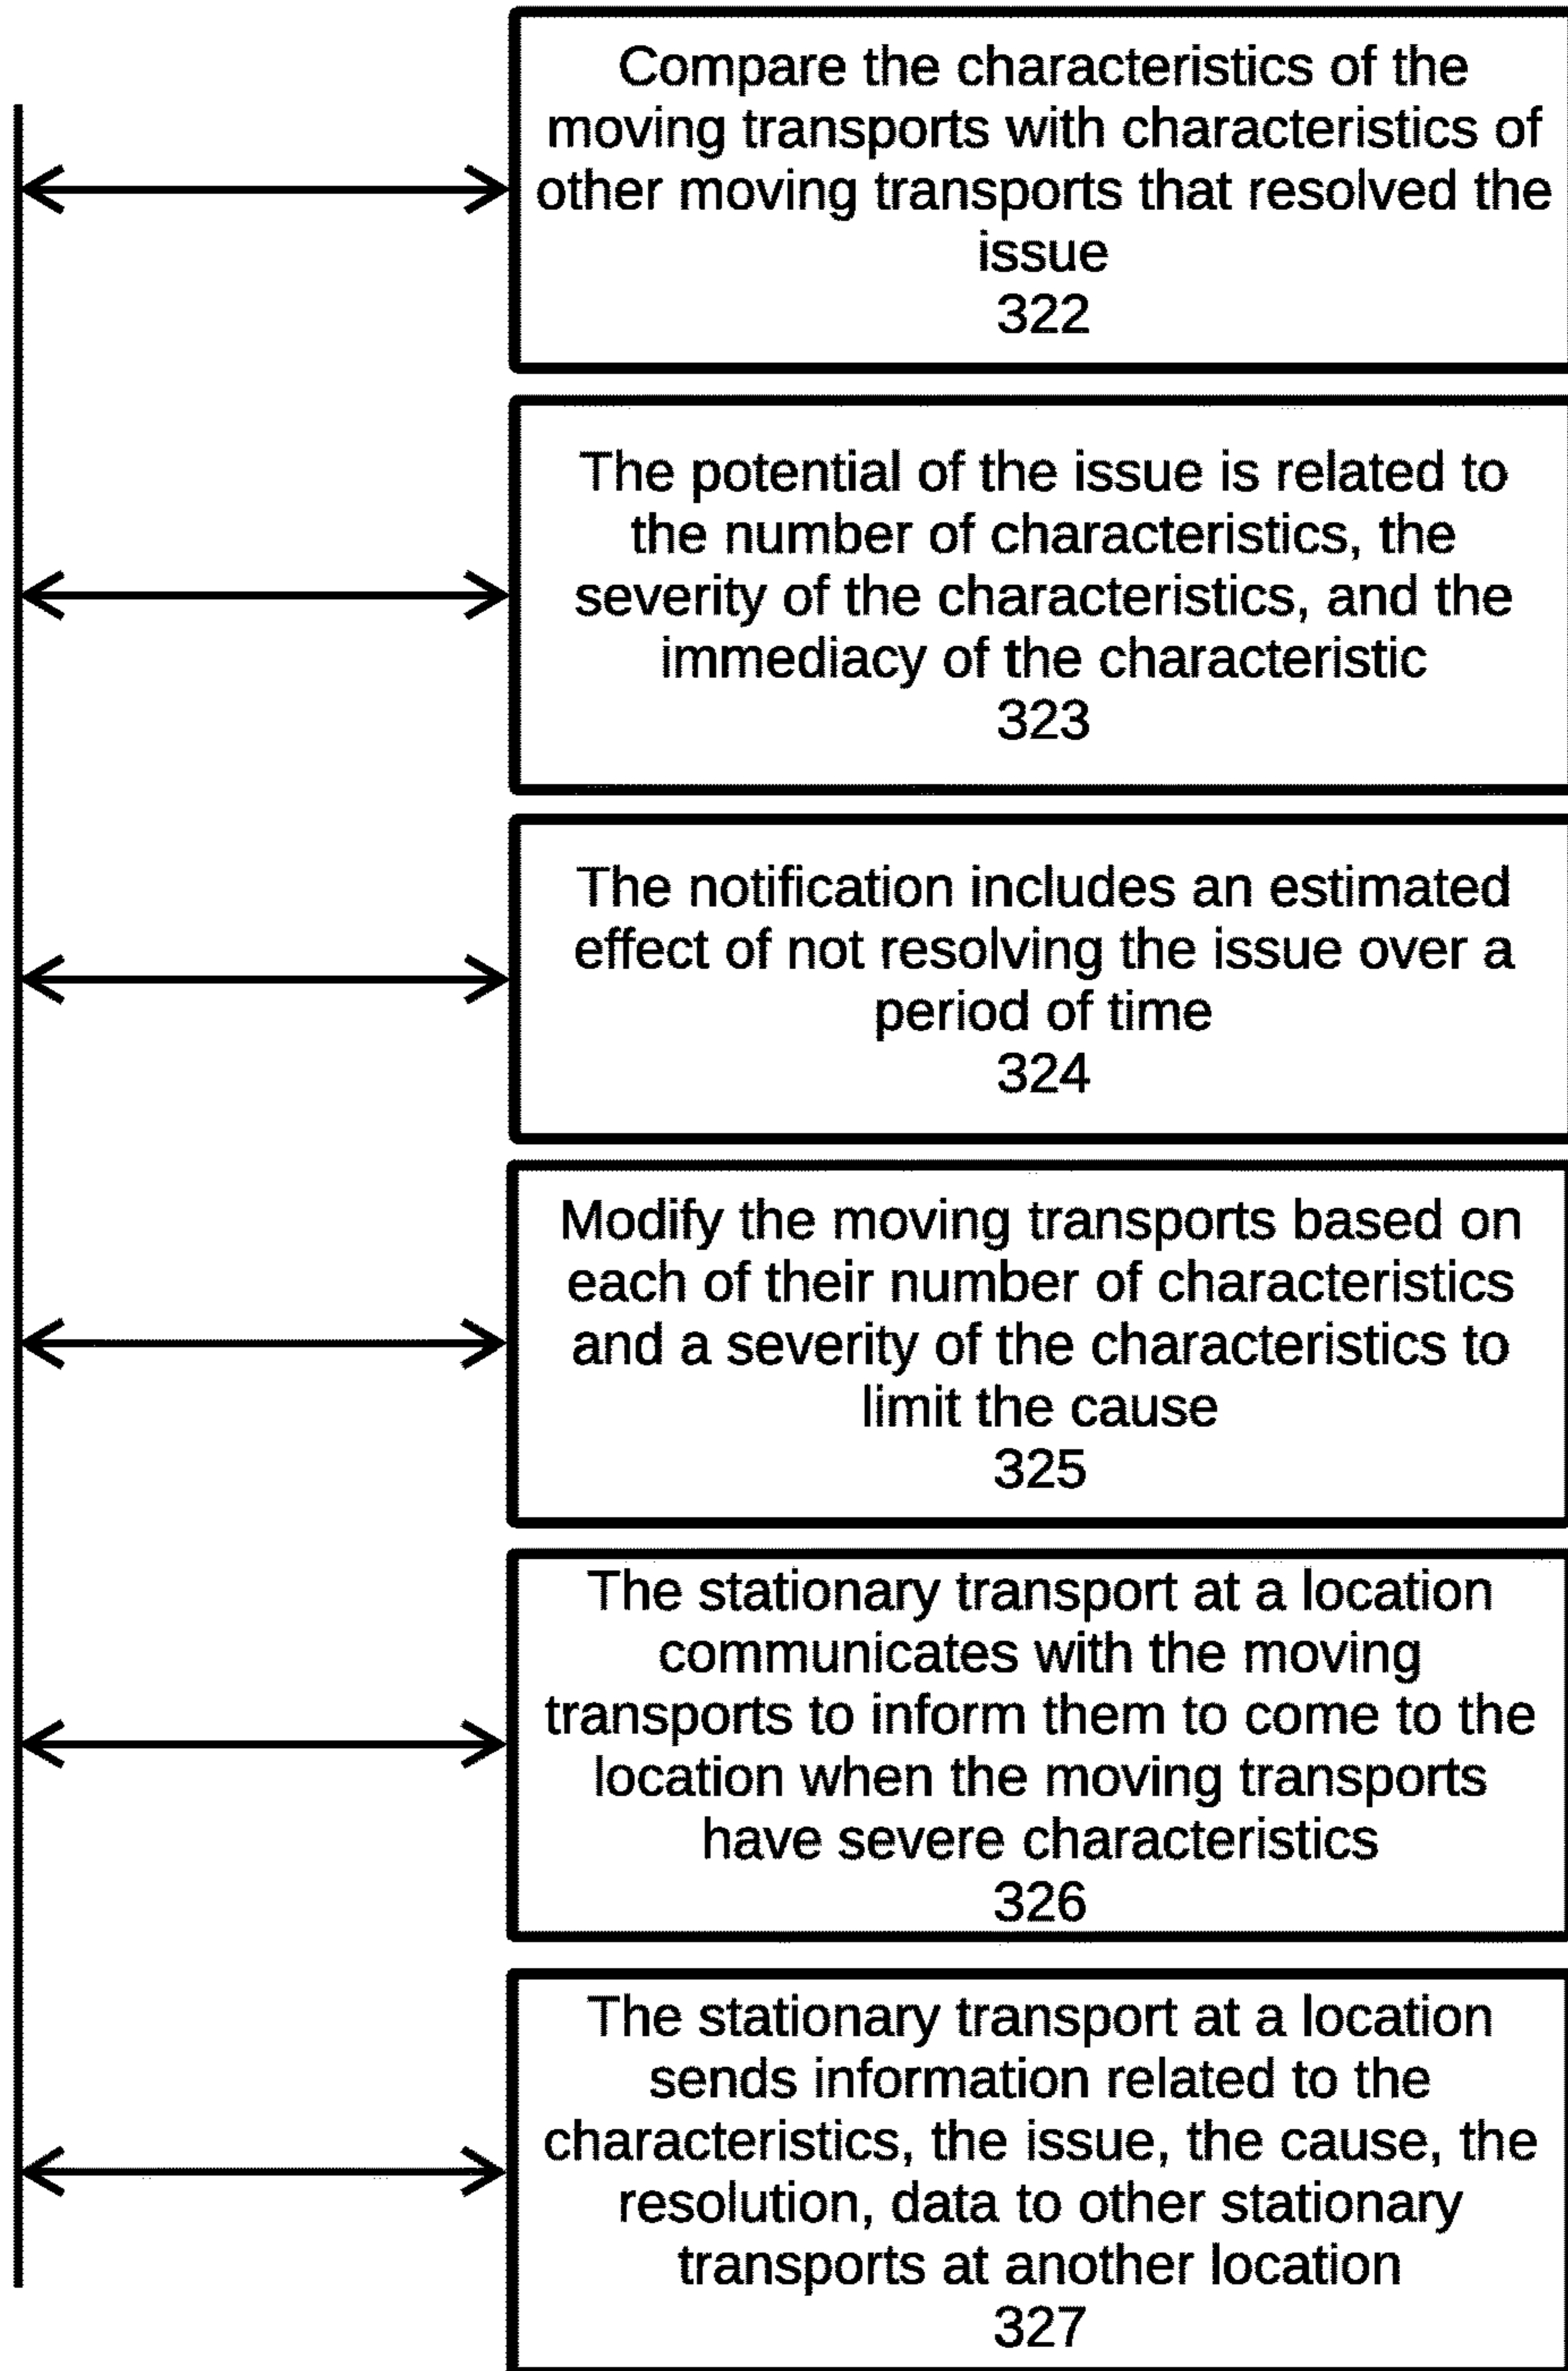 Compare the characteristics of the
moving transports with characteristics of
other moving transports that resolved the
issue
322
The potential of the issue is related to
the number of characteristics, the
severity of the characteristics, and the
immediacy of the characteristic
323
The notification includes an estimated
effect of not resolving the issue over a
period of time
324
Modify the moving transports based on
each of their number of characteristics
and a severity of the characteristics to
limit the cause
325
The stationary transport at a location
communicates with the moving
transports to inform them to come to the
location when the moving transports
have severe characteristics
326
The stationary transport at a location
sends information related to the
characteristics, the issue, the cause, the
resolution, data to other stationary
transports at another location
327